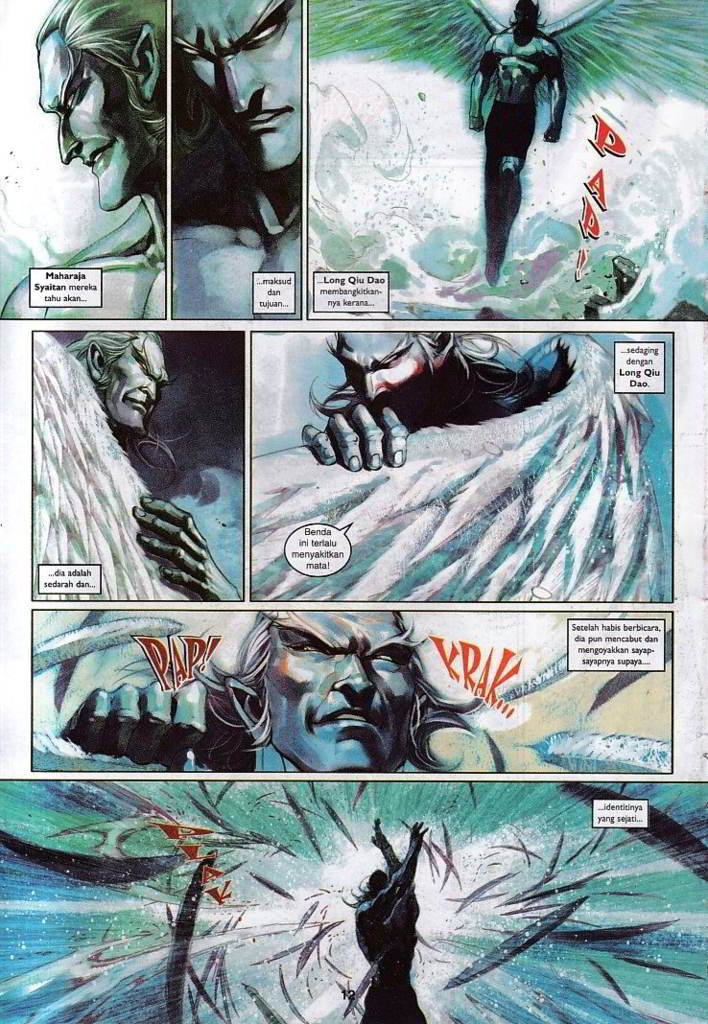 Maharaja
Syaitan mereka
tahu akan...
...maksud
dan
tujuan...
...Long Qiu Dao
membangkitkan-
nya kerana...
PAP
PAP!
...dia adalah
sedarah dan...
...sedaging
dengan
Long Qiu
Dao.
Benda
ini terlalu
menyakitkan
mata!
PAP!
KRAK...
Setelah habis berbicara,
dia pun mencabut dan
mengoyakkan sayap-
sayapnya supaya....
...identitinya
yang sejati...
12